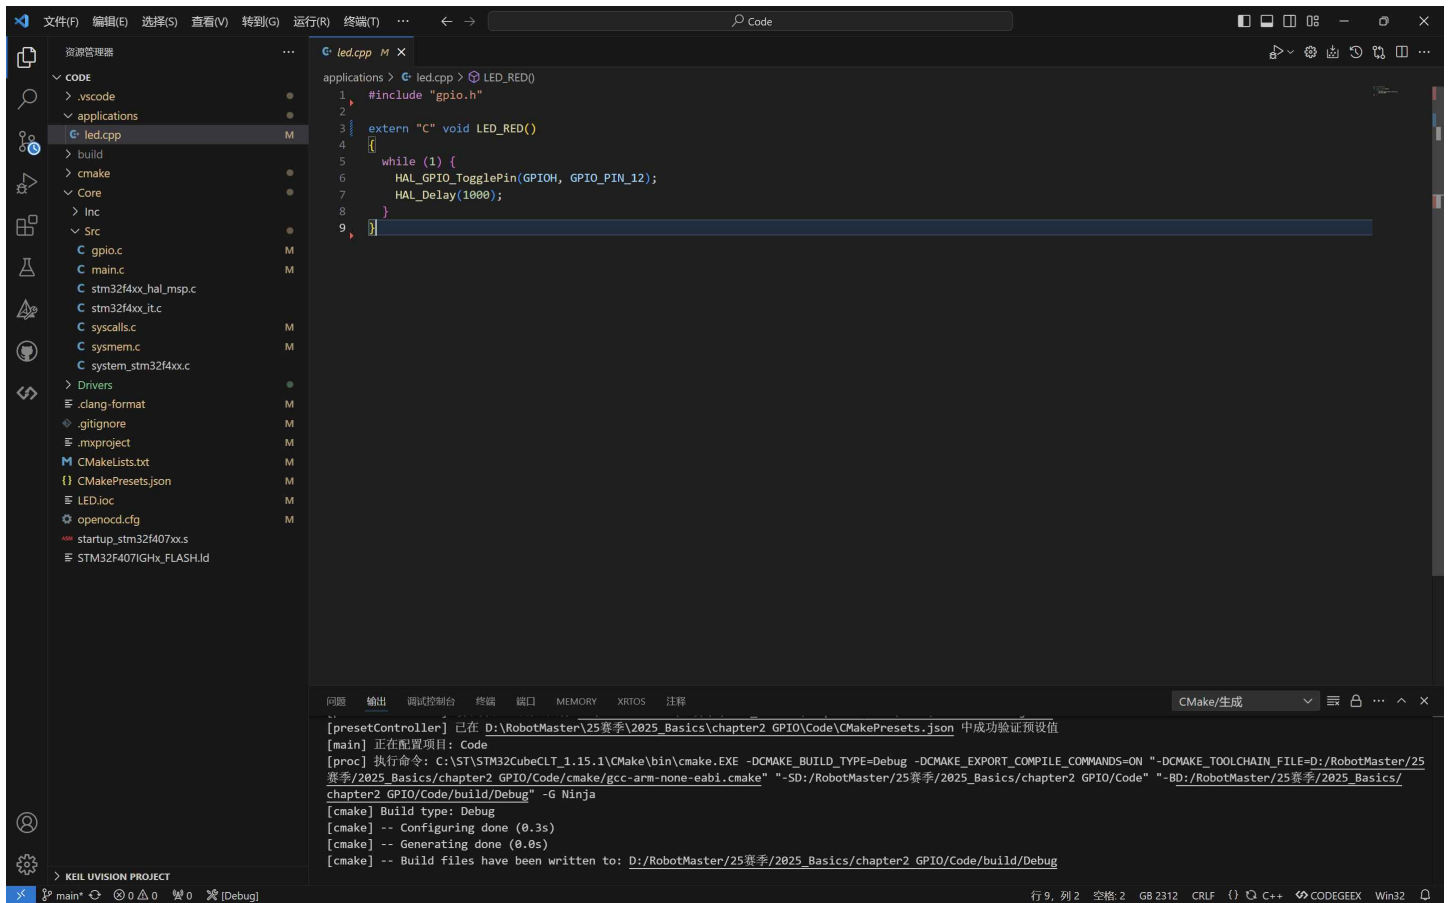 文件(F) 编辑(E) 选择(S) 查看(V) 转到(G) 运行(R) 终端(T) ··· Code
资源管理器 ···
led.cpp M
CODE
.vscode
applications
led.cpp M
build
cmake
Core
Inc
Src
gpio.c M
main.c M
stm32f4xx_hal_msp.c
stm32f4xx_it.c
syscalls.c M
sysmem.c M
system_stm32f4xx.c
Drivers
.clang-format M
.gitignore M
.mxproject M
CMakeLists.txt M
CMakePresets.json M
LED.ioc M
openocd.cfg M
startup_stm32f407xx.s
STM32F407IGHx_FLASH.ld
KEIL UVISION PROJECT
applications > led.cpp > LED_RED()
1 #include "gpio.h"
2
3 extern "C" void LED_RED()
4 {
5 while (1) {
6 HAL_GPIO_TogglePin(GPIOH, GPIO_PIN_12);
7 HAL_Delay(1000);
8 }
9 }
问题 输出 调试控制台 终端 端口 MEMORY XRTOS 注释 CMake/生成
[presetController] 已在 D:\RobotMaster\25赛季\2025_Basics\chapter2 GPIO\Code\CMakePresets.json 中成功验证预设值
[main] 正在配置项目: Code
[proc] 执行命令: C:\ST\STM32CubeCLT_1.15.1\CMake\bin\cmake.EXE -DCMAKE_BUILD_TYPE=Debug -DCMAKE_EXPORT_COMPILE_COMMANDS=ON "-DCMAKE_TOOLCHAIN_FILE=D:/RobotMaster/25
赛季/2025_Basics/chapter2 GPIO/Code/cmake/gcc-arm-none-eabi.cmake" "-SD:/RobotMaster/25赛季/2025_Basics/chapter2 GPIO/Code" "-BD:/RobotMaster/25赛季/2025_Basics/
chapter2 GPIO/Code/build/Debug" -G Ninja
[cmake] Build type: Debug
[cmake] -- Configuring done (0.3s)
[cmake] -- Generating done (0.0s)
[cmake] -- Build files have been written to: D:/RobotMaster/25赛季/2025_Basics/chapter2 GPIO/Code/build/Debug
main* 0 0 0 [Debug] 行 9，列 2 空格: 2 GB 2312 CRLF {} C++ CODEGEEX Win32